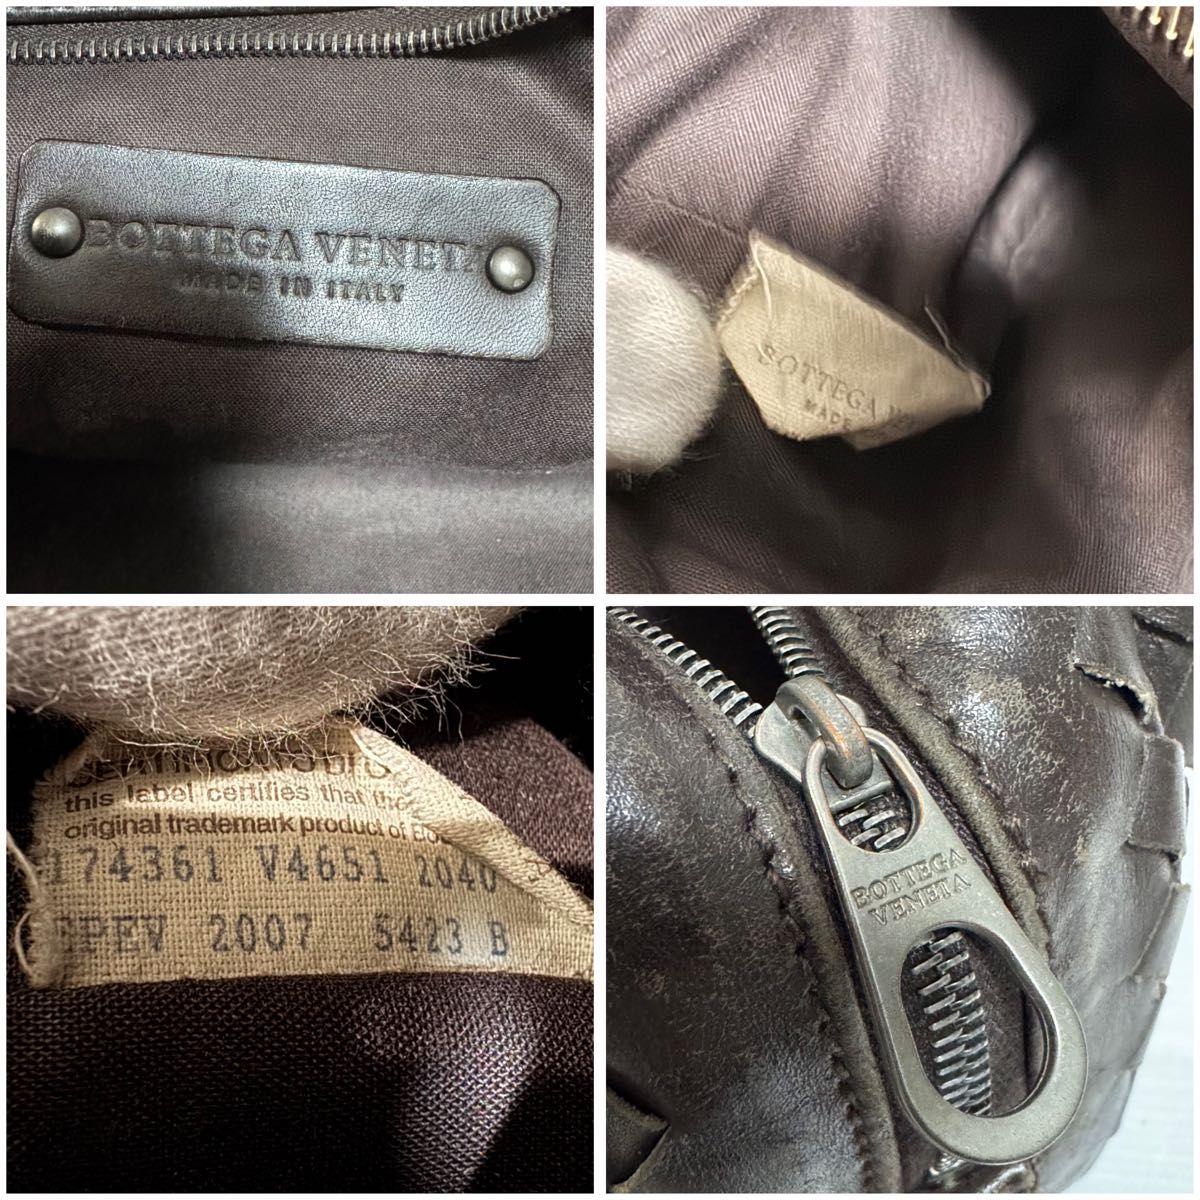 BOTTEGA VENETA
MADE IN ITALY
BOTTEGA
MADE
this label certifies that the
original trademark product of
174361 V4651 2040
2007 5423 B
BOTTEGA
VENETA